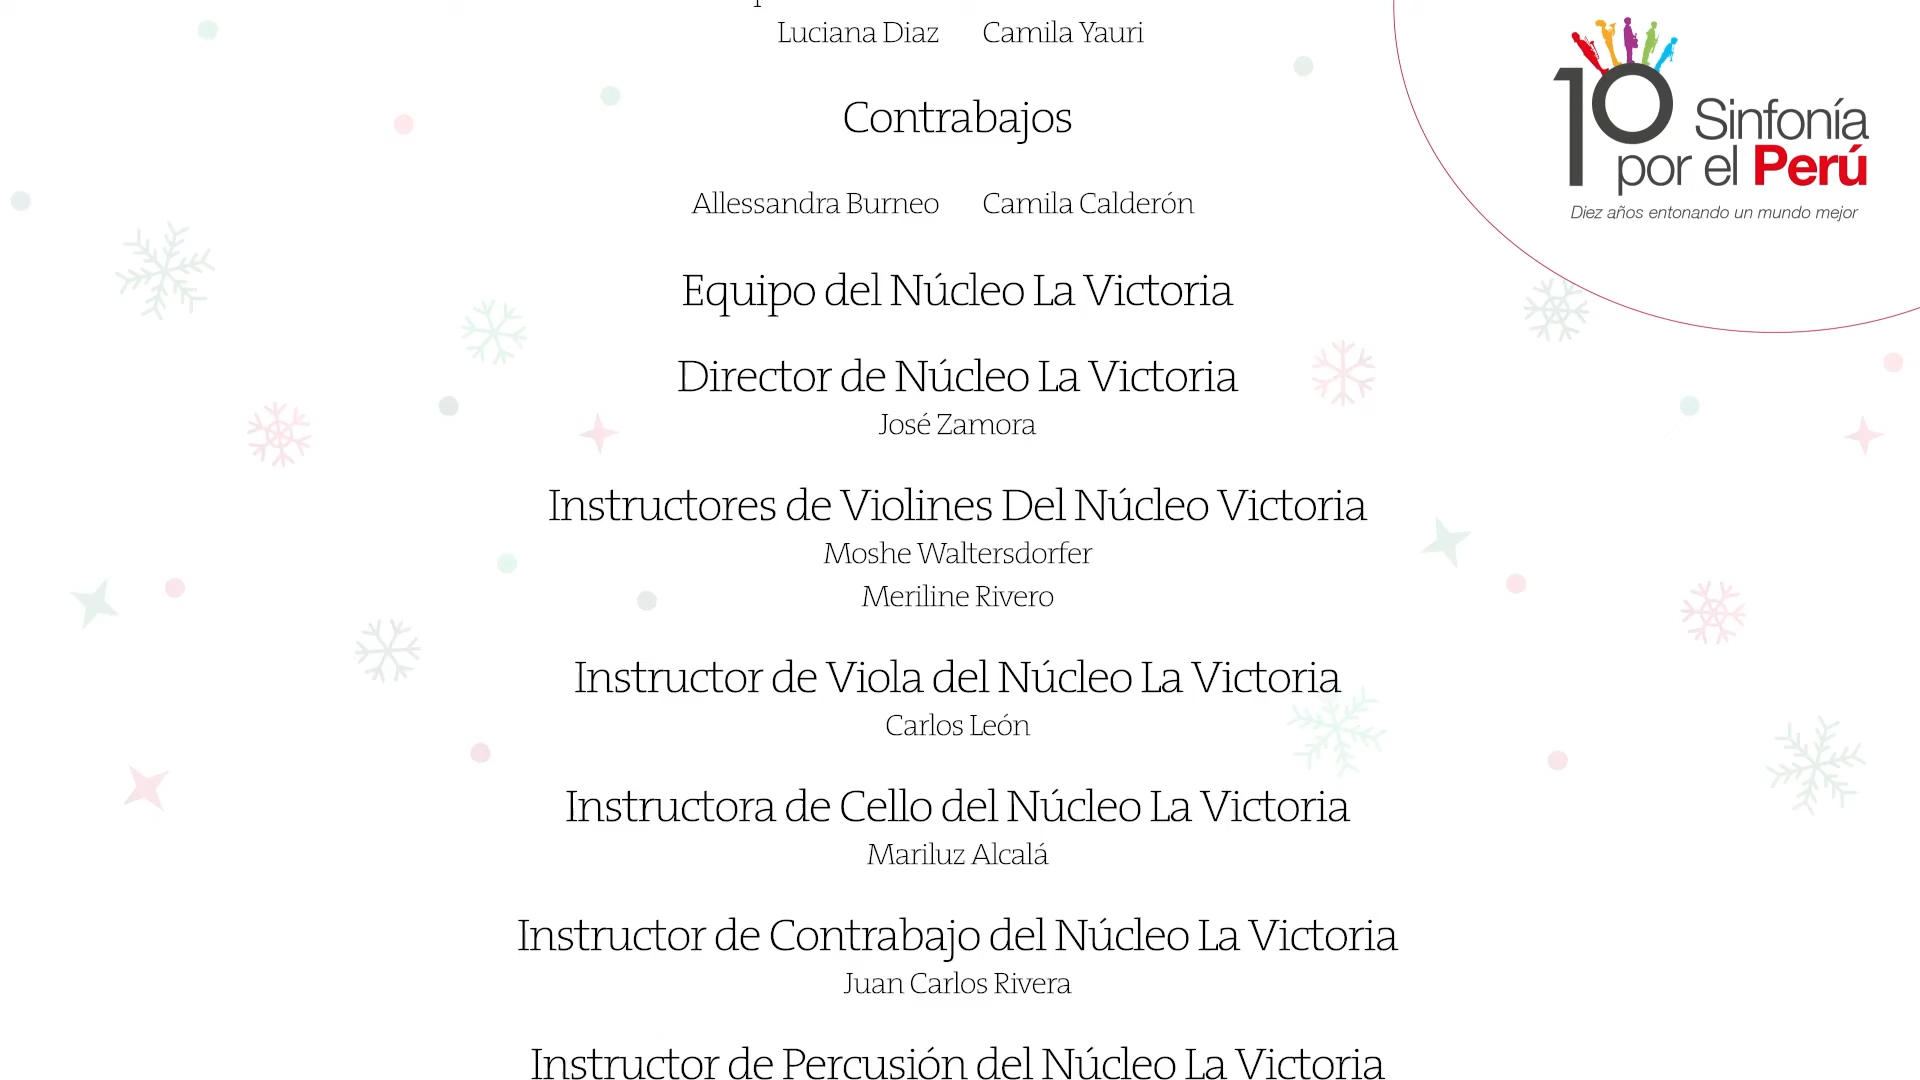 Luciana Diaz Camila Yauri
Contrabajos
Allessandra Burneo Camila Calderón
Equipo del Núcleo La Victoria
Director de Núcleo La Victoria
José Zamora
Instructores de Violines Del Núcleo Victoria
Moshe Waltersdorfer
Meriline Rivero
Instructor de Viola del Núcleo La Victoria
Carlos León
Instructora de Cello del Núcleo La Victoria
Mariluz Alcalá
Instructor de Contrabajo del Núcleo La Victoria
Juan Carlos Rivera
Instructor de Percusión del Núcleo La Victoria
10 Sinfonía
por el Perú
Diez años entonando un mundo mejor